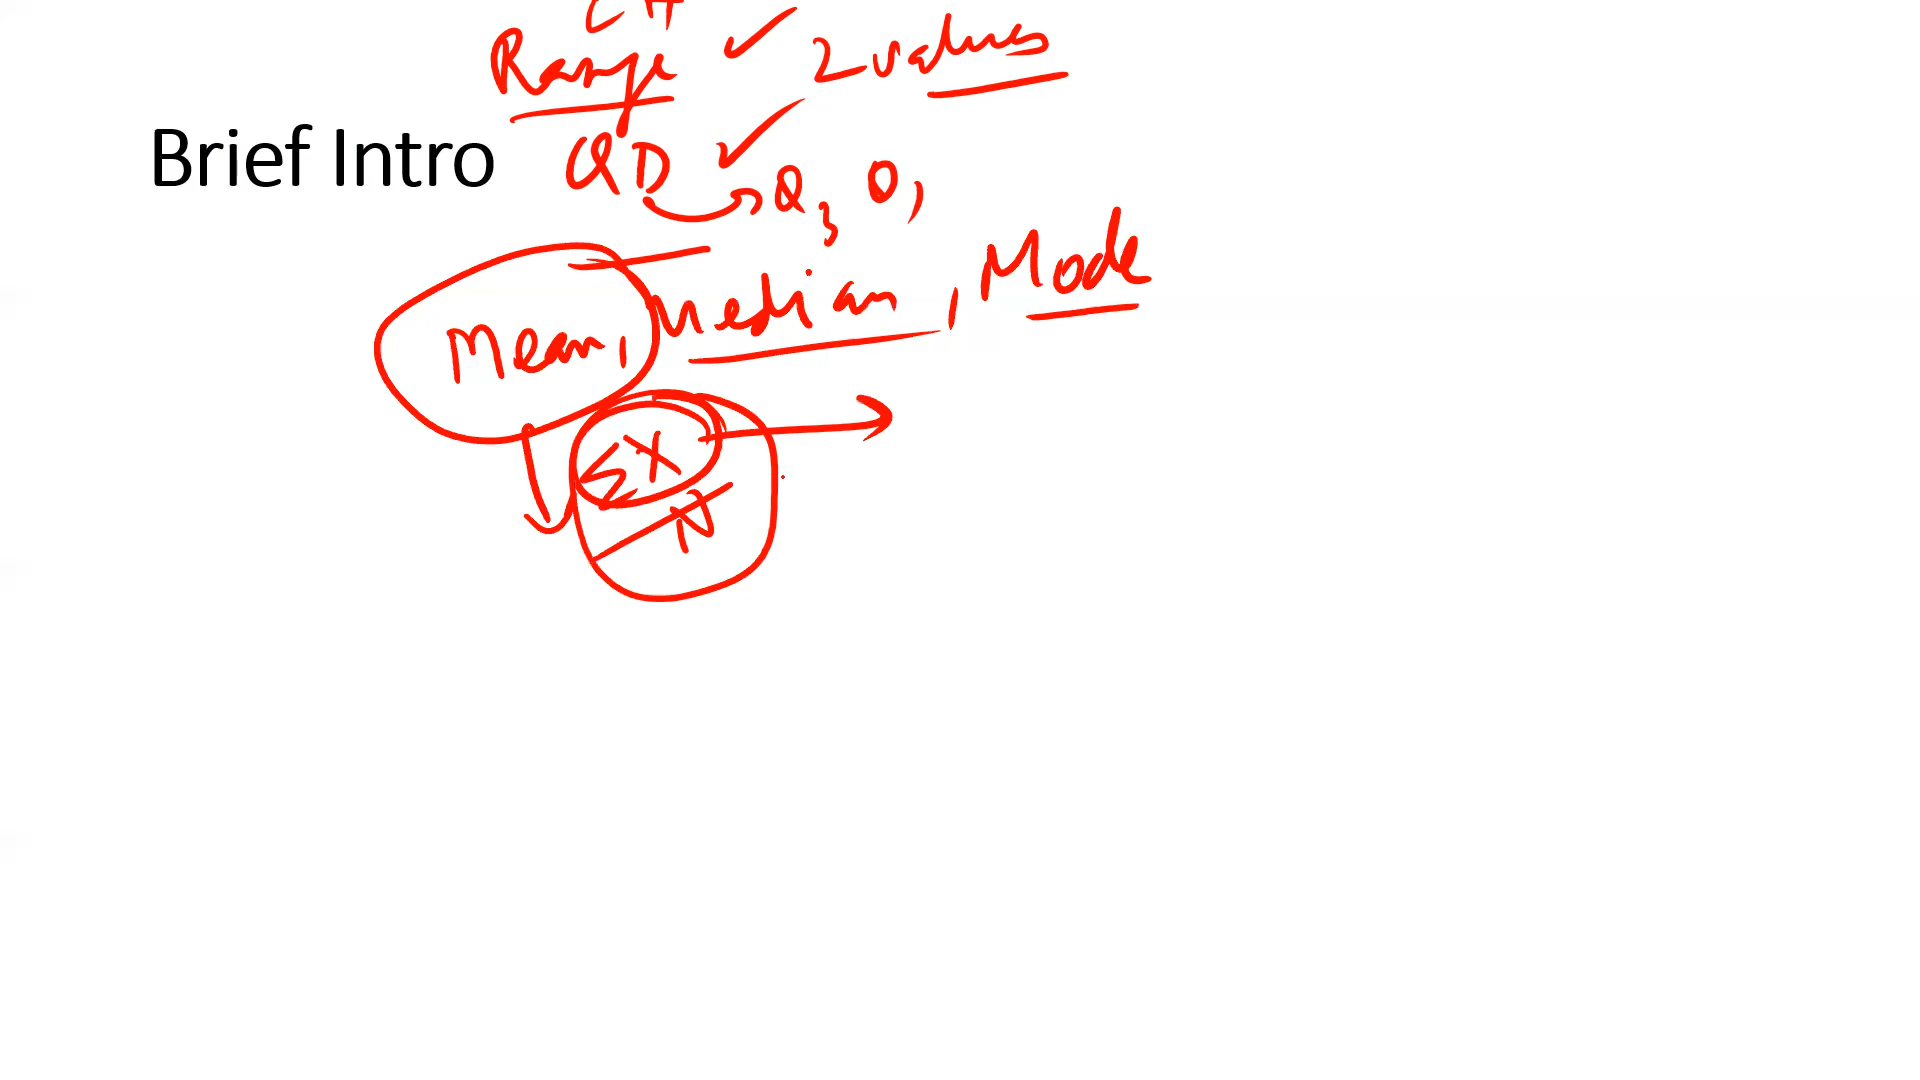 Range ✓ 2 values
Brief Intro
QD ✓
Q3 Q1
Mean, Median, Mode
ΣX
N